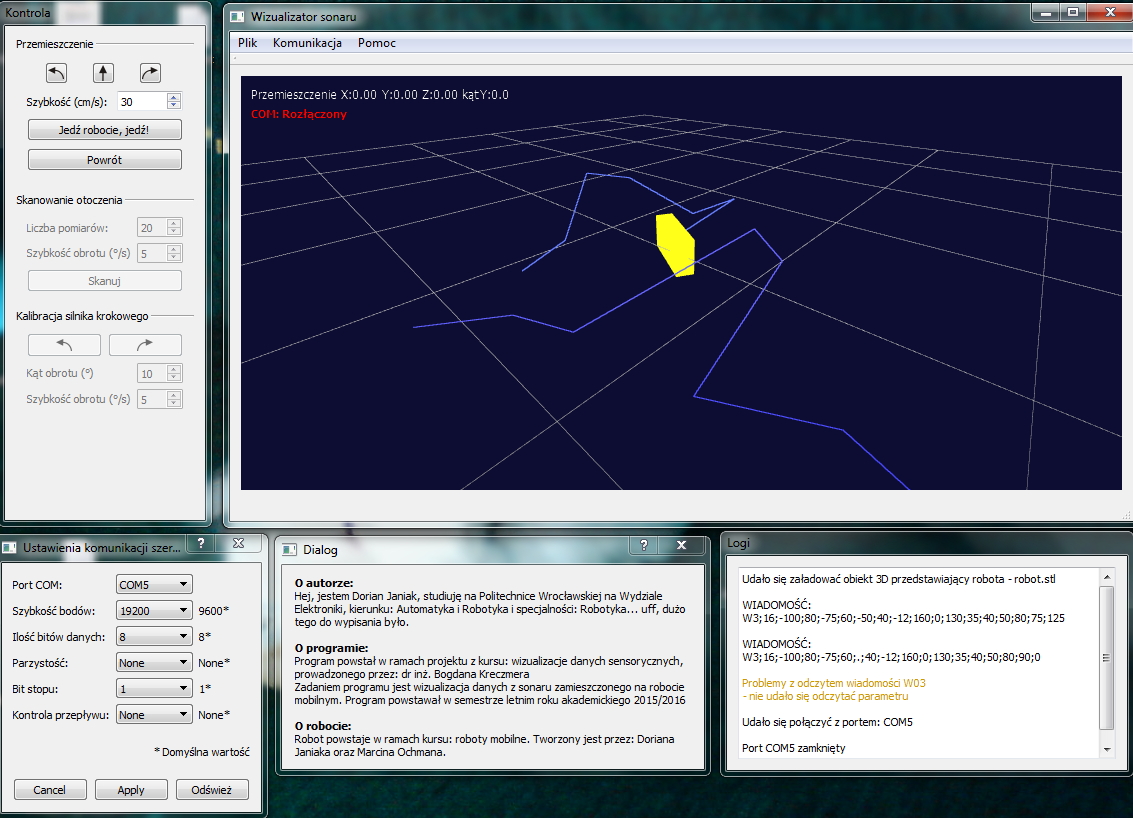 Kontrola
Przemieszczenie
Szybkość (cm/s): 30
Jedź robocie, jedź!
Powrót
Skanowanie otoczenia
Liczba pomiarów: 20
Szybkość obrotu (°/s) 5
Skanuj
Kalibracja silnika krokowego
Kąt obrotu (°) 10
Szybkość obrotu (°/s) 5
Wizualizator sonaru
Plik Komunikacja Pomoc
Przemieszczenie X:0.00 Y:0.00 Z:0.00 kątY:0.0
COM: Rozłączony
Ustawienia komunikacji szer... ?
Port COM: COM5
Szybkość bodów: 19200 9600*
Ilość bitów danych: 8 8*
Parzystość: None None*
Bit stopu: 1 1*
Kontrola przepływu: None None*
* Domyślna wartość
Cancel Apply Odśwież
Dialog ?
O autorze:
Hej, jestem Dorian Janiak, studiuję na Politechnice Wrocławskiej na Wydziale
Elektroniki, kierunku: Automatyka i Robotyka i specjalności: Robotyka... uff, dużo
tego do wypisania było.
O programie:
Program powstał w ramach projektu z kursu: wizualizacje danych sensorycznych,
prowadzonego przez: dr inż. Bogdana Kreczmera
Zadaniem programu jest wizualizacja danych z sonaru zamieszczonego na robocie
mobilnym. Program powstawał w semestrze letnim roku akademickiego 2015/2016
O robocie:
Robot powstaje w ramach kursu: roboty mobilne. Tworzony jest przez: Doriana
Janiaka oraz Marcina Ochmana.
Logi
Udało się załadować obiekt 3D przedstawiający robota - robot.stl
WIADOMOŚĆ:
W3;16;-100;80;-75;60;-50;40;-12;160;0;130;35;40;50;80;75;125
WIADOMOŚĆ:
W3;16;-100;80;-75;60;.;40;-12;160;0;130;35;40;50;80;90;0
Problemy z odczytem wiadomości W03
- nie udało się odczytać parametru
Udało się połączyć z portem: COM5
Port COM5 zamknięty